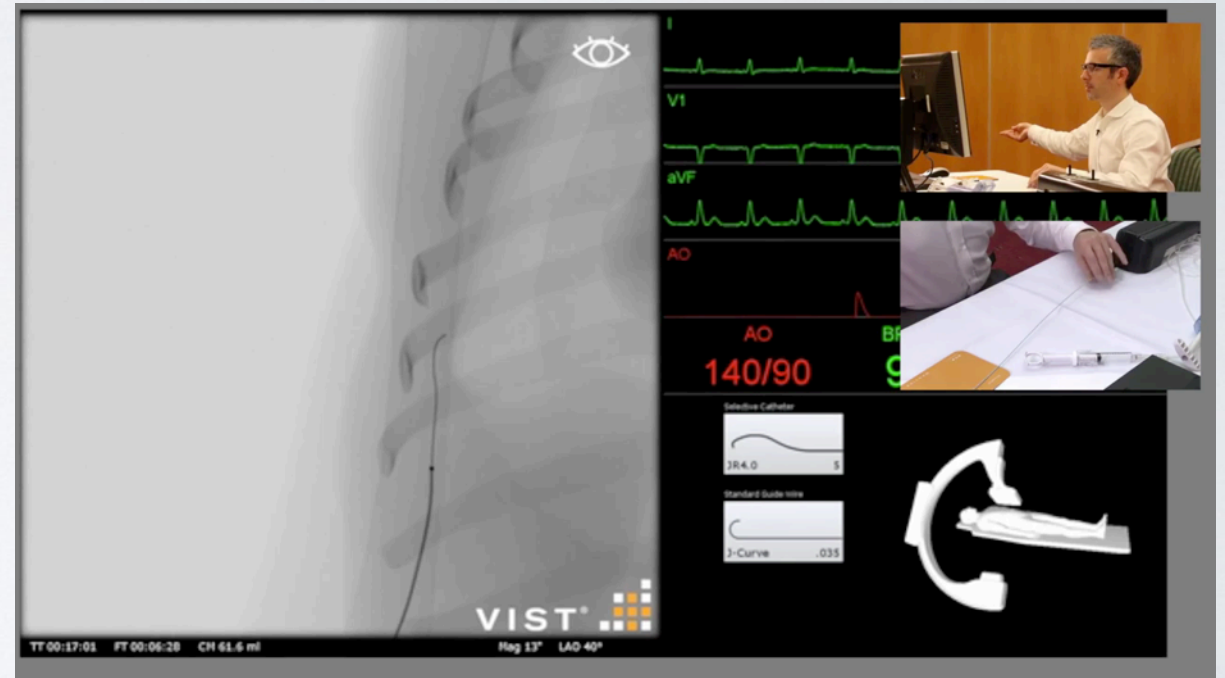 I
V1
aVF
AO
AO
140/90
Selective Catheter
JR4.0 5
Standard Guide Wire
J-Curve .035
VIST®
TT 00:17:01 FT 00:06:28 CM 61.6 ml Mag 13" LAO 40°